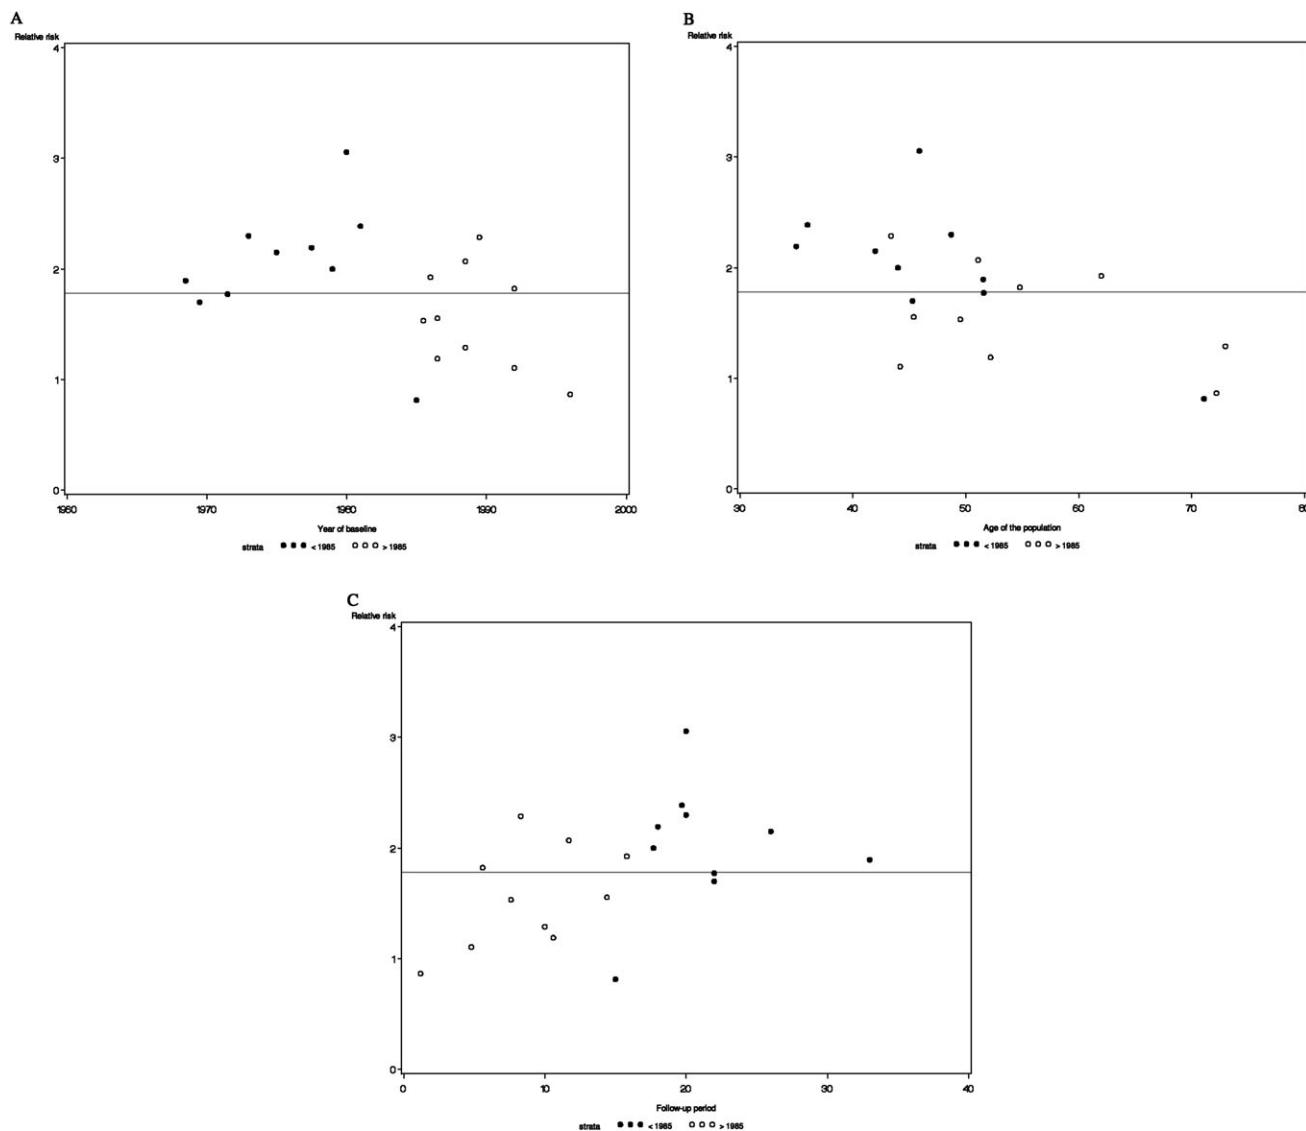 A
Relative risk
4
3
2
1
0
1960 1970 1980 1990 2000
Year of baseline
strata < 1985 > 1985
B
Relative risk
4
3
2
1
0
30 40 50 60 70 80
Age of the population
strata < 1985 > 1985
C
Relative risk
4
3
2
1
0
0 10 20 30 40
Follow-up period
strata < 1985 > 1985